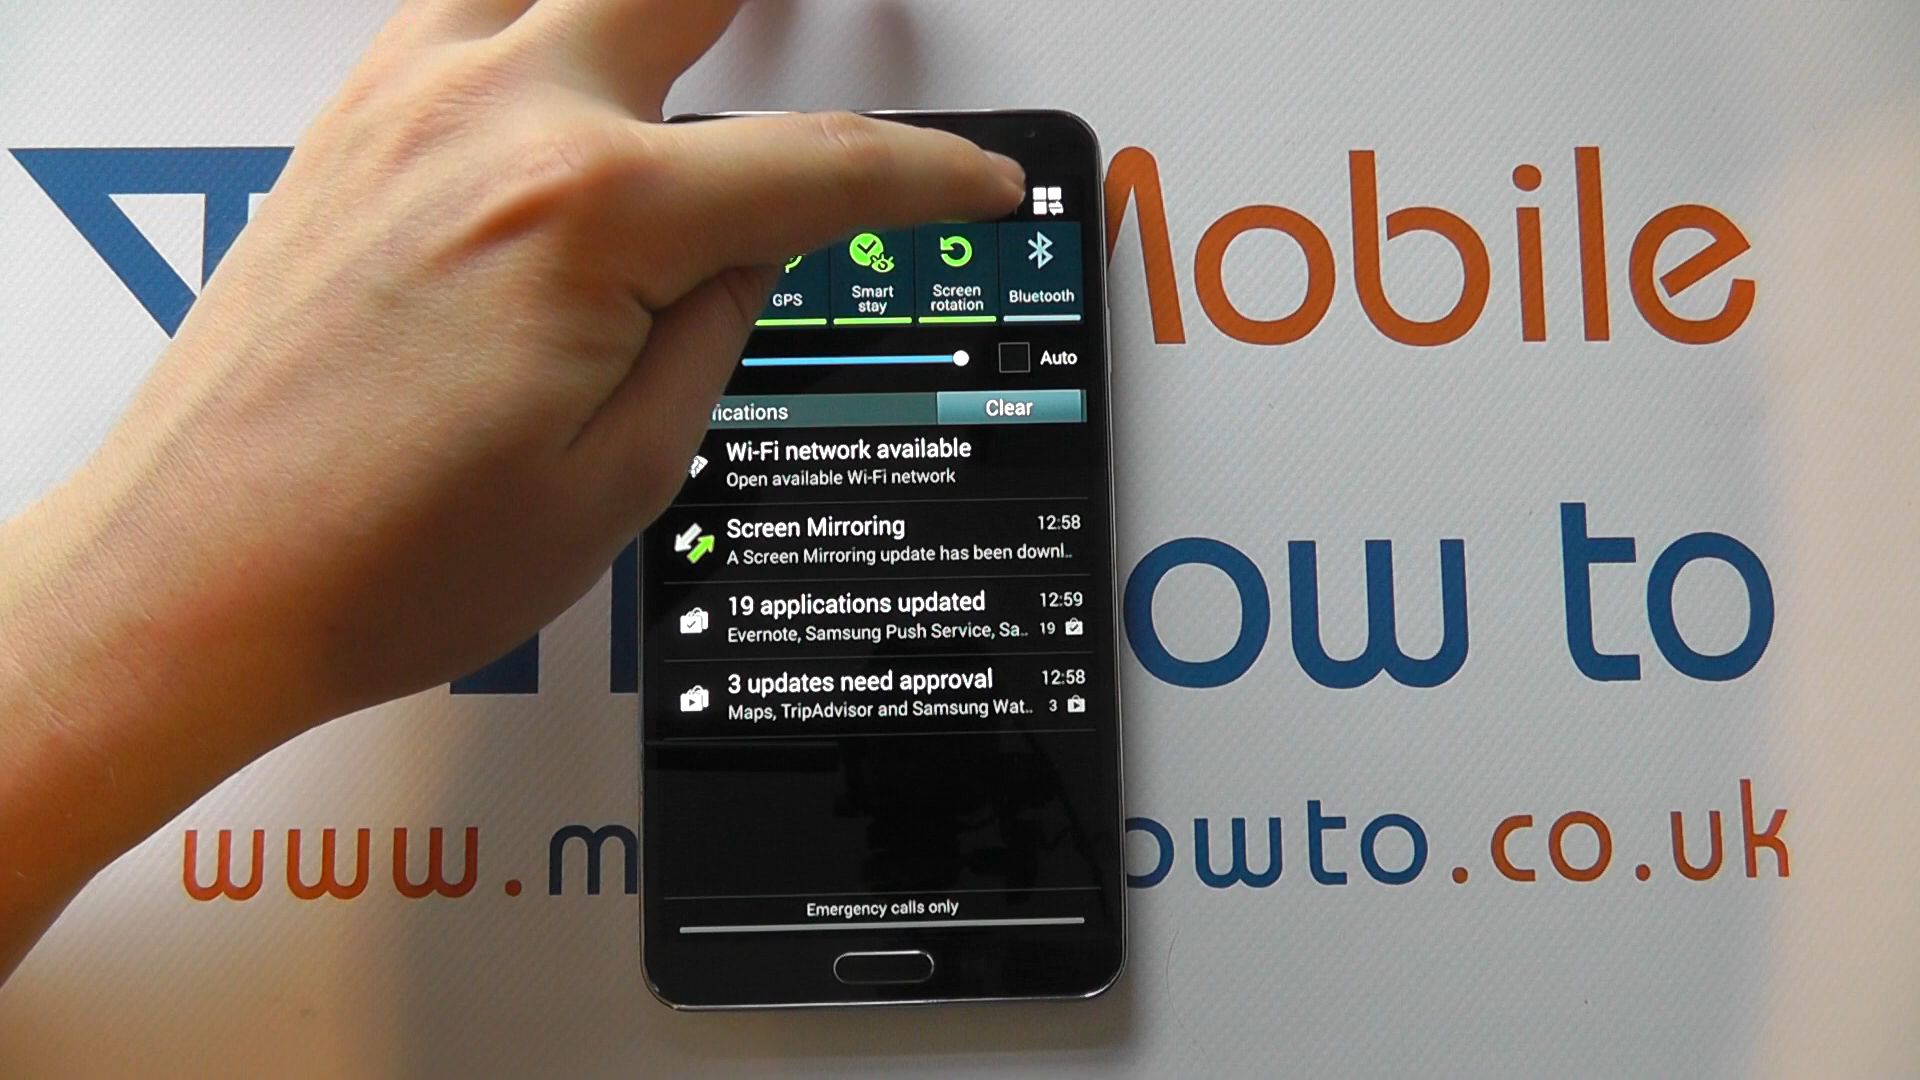 Mobile
GPS
Smart
stay
Screen
rotation
Bluetooth
Auto
ications
Clear
Wi-Fi network available
Open available Wi-Fi network
Screen Mirroring 12:58
A Screen Mirroring update has been downl..
19 applications updated 12:59
Evernote, Samsung Push Service, Sa.. 19
3 updates need approval 12:58
Maps, TripAdvisor and Samsung Wat.. 3
Emergency calls only
ow to
www.m owto.co.uk